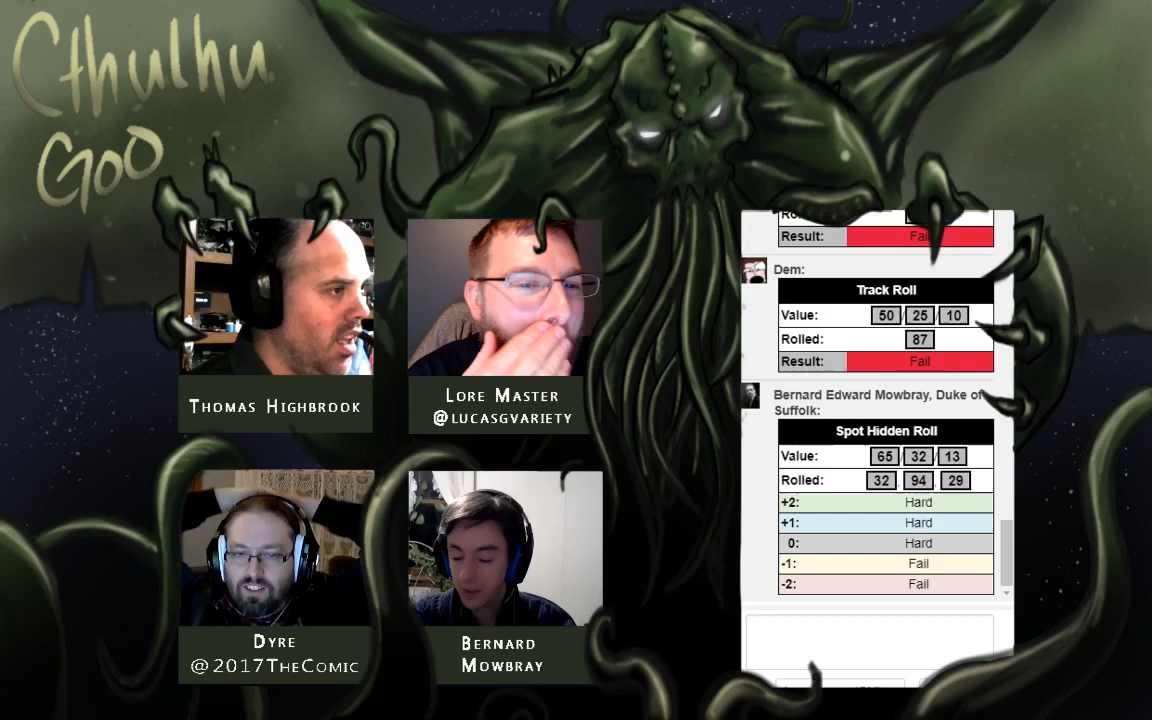 Cthulhu
Goo
Thomas Highbrook
Lore Master
@lucasgvariety
Dyre
@2017TheComic
Bernard
Mowbray
Result: Fail
Dem:
Track Roll
Value: 50 / 25 / 10
Rolled: 87
Result: Fail
Bernard Edward Mowbray, Duke of
Suffolk:
Spot Hidden Roll
Value: 65 / 32 / 13
Rolled: 32, 94, 29
+2: Hard
+1: Hard
0: Hard
-1: Fail
-2: Fail